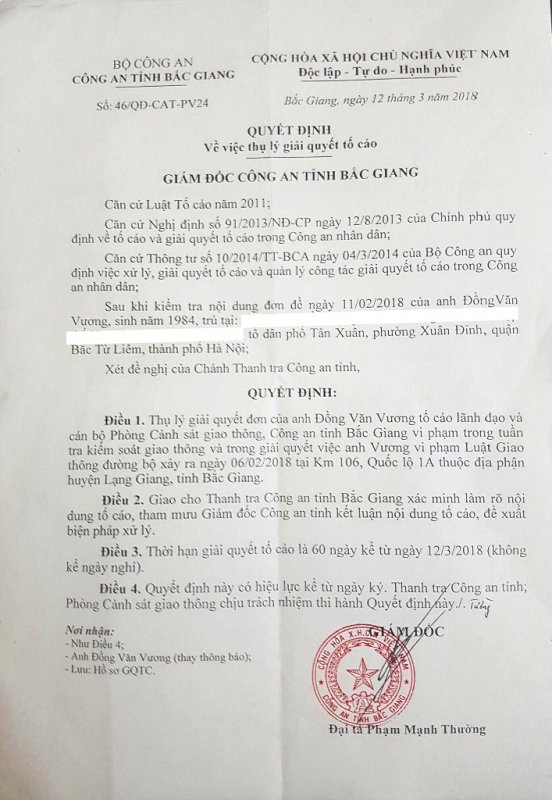 BỘ CÔNG AN
CÔNG AN TỈNH BẮC GIANG
Số: 46/QĐ-CAT-PV24
CỘNG HÒA XÃ HỘI CHỦ NGHĨA VIỆT NAM
Độc lập - Tự do - Hạnh phúc
Bắc Giang, ngày 12 tháng 3 năm 2018
QUYẾT ĐỊNH
Về việc thụ lý giải quyết tố cáo
GIÁM ĐỐC CÔNG AN TỈNH BẮC GIANG
Căn cứ Luật Tố cáo năm 2011;
Căn cứ Nghị định số 91/2013/NĐ-CP ngày 12/8/2013 của Chính phủ quy
định về tố cáo và giải quyết tố cáo trong Công an nhân dân;
Căn cứ Thông tư số 10/2014/TT-BCA ngày 04/3/2014 của Bộ Công an quy
định việc xử lý, giải quyết tố cáo và quản lý công tác giải quyết tố cáo trong Công
an nhân dân;
Sau khi kiểm tra nội dung đơn đề ngày 11/02/2018 của anh Đồng Văn
Vương, sinh năm 1984, trú tại:
tổ dân phố Tân Xuân, phường Xuân Đỉnh, quận
Bắc Từ Liêm, thành phố Hà Nội;
Xét đề nghị của Chánh Thanh tra Công an tỉnh,
QUYẾT ĐỊNH:
Điều 1. Thụ lý giải quyết đơn của anh Đồng Văn Vương tố cáo lãnh đạo và
cán bộ Phòng Cảnh sát giao thông, Công an tỉnh Bắc Giang vi phạm trong tuần
tra kiểm soát giao thông và trong giải quyết việc anh Vương vi phạm Luật Giao
thông đường bộ xảy ra ngày 06/02/2018 tại Km 106, Quốc lộ 1A thuộc địa phận
huyện Lạng Giang, tỉnh Bắc Giang.
Điều 2. Giao cho Thanh tra Công an tỉnh Bắc Giang xác minh làm rõ nội
dung tố cáo, tham mưu Giám đốc Công an tỉnh kết luận nội dung tố cáo, đề xuất
biện pháp xử lý.
Điều 3. Thời hạn giải quyết tố cáo là 60 ngày kể từ ngày 12/3/2018 (không
kể ngày nghỉ).
Điều 4. Quyết định này có hiệu lực kể từ ngày ký. Thanh tra Công an tỉnh;
Phòng Cảnh sát giao thông chịu trách nhiệm thi hành Quyết định này./.
Nơi nhận:
- Như Điều 4;
- Anh Đồng Văn Vương (thay thông báo);
- Lưu: Hồ sơ GQTC.
GIÁM ĐỐC
CỘNG HÒA X.H.C.N VIỆT NAM
CÔNG AN TỈNH BẮC GIANG
Đại tá Phạm Mạnh Thường